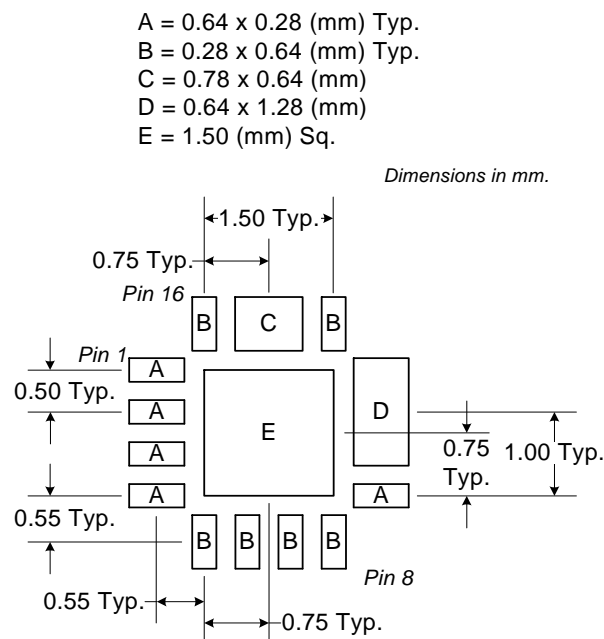 A = 0.64 x 0.28 (mm) Typ.
B = 0.28 x 0.64 (mm) Typ.
C = 0.78 x 0.64 (mm)
D = 0.64 x 1.28 (mm)
E = 1.50 (mm) Sq.
Dimensions in mm.
1.50 Typ.
0.75 Typ.
Pin 16
B
C
B
Pin 1
A
0.50 Typ.
A
E
D
A
0.75
Typ.
1.00 Typ.
A
A
0.55
Typ.
B
B
B
B
Pin 8
0.55 Typ.
0.75 Typ.